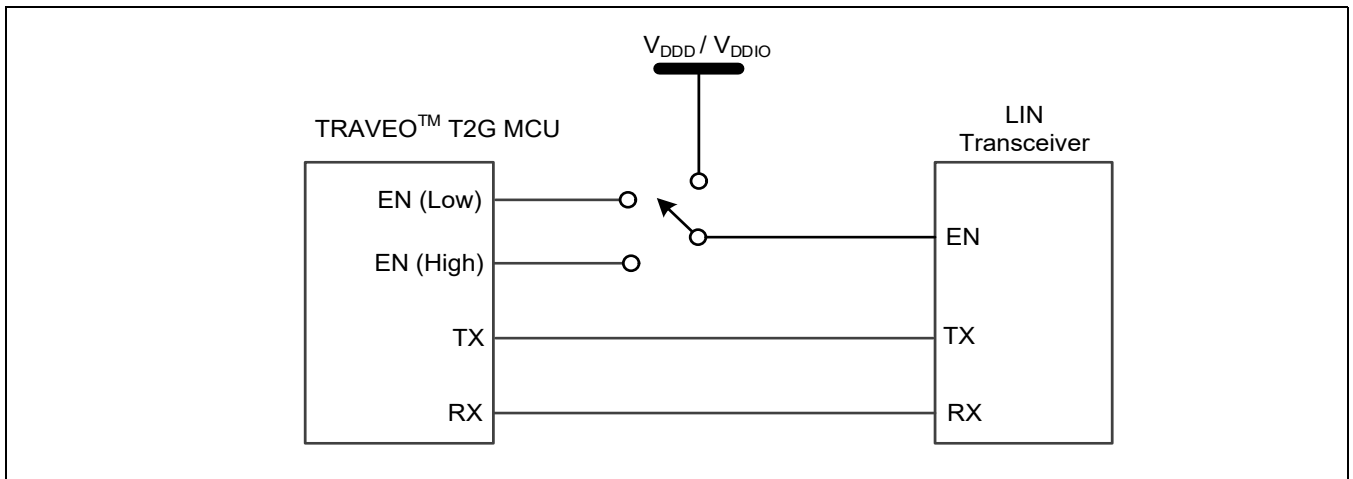 VDDD / VDDIO
TRAVEO™ T2G MCU
LIN
Transceiver
EN (Low)
EN (High)
TX
RX
EN
TX
RX